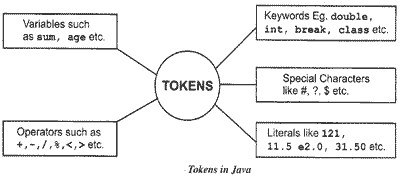 Variables such
as sum, age etc.
Keywords Eg. double,
int, break, class etc.
TOKENS
Special Characters
like #, ?, $ etc.
Operators such as
+,−,/,%,<,> etc.
Literals like 121,
11.5 e2.0, 31.50 etc.
Tokens in Java